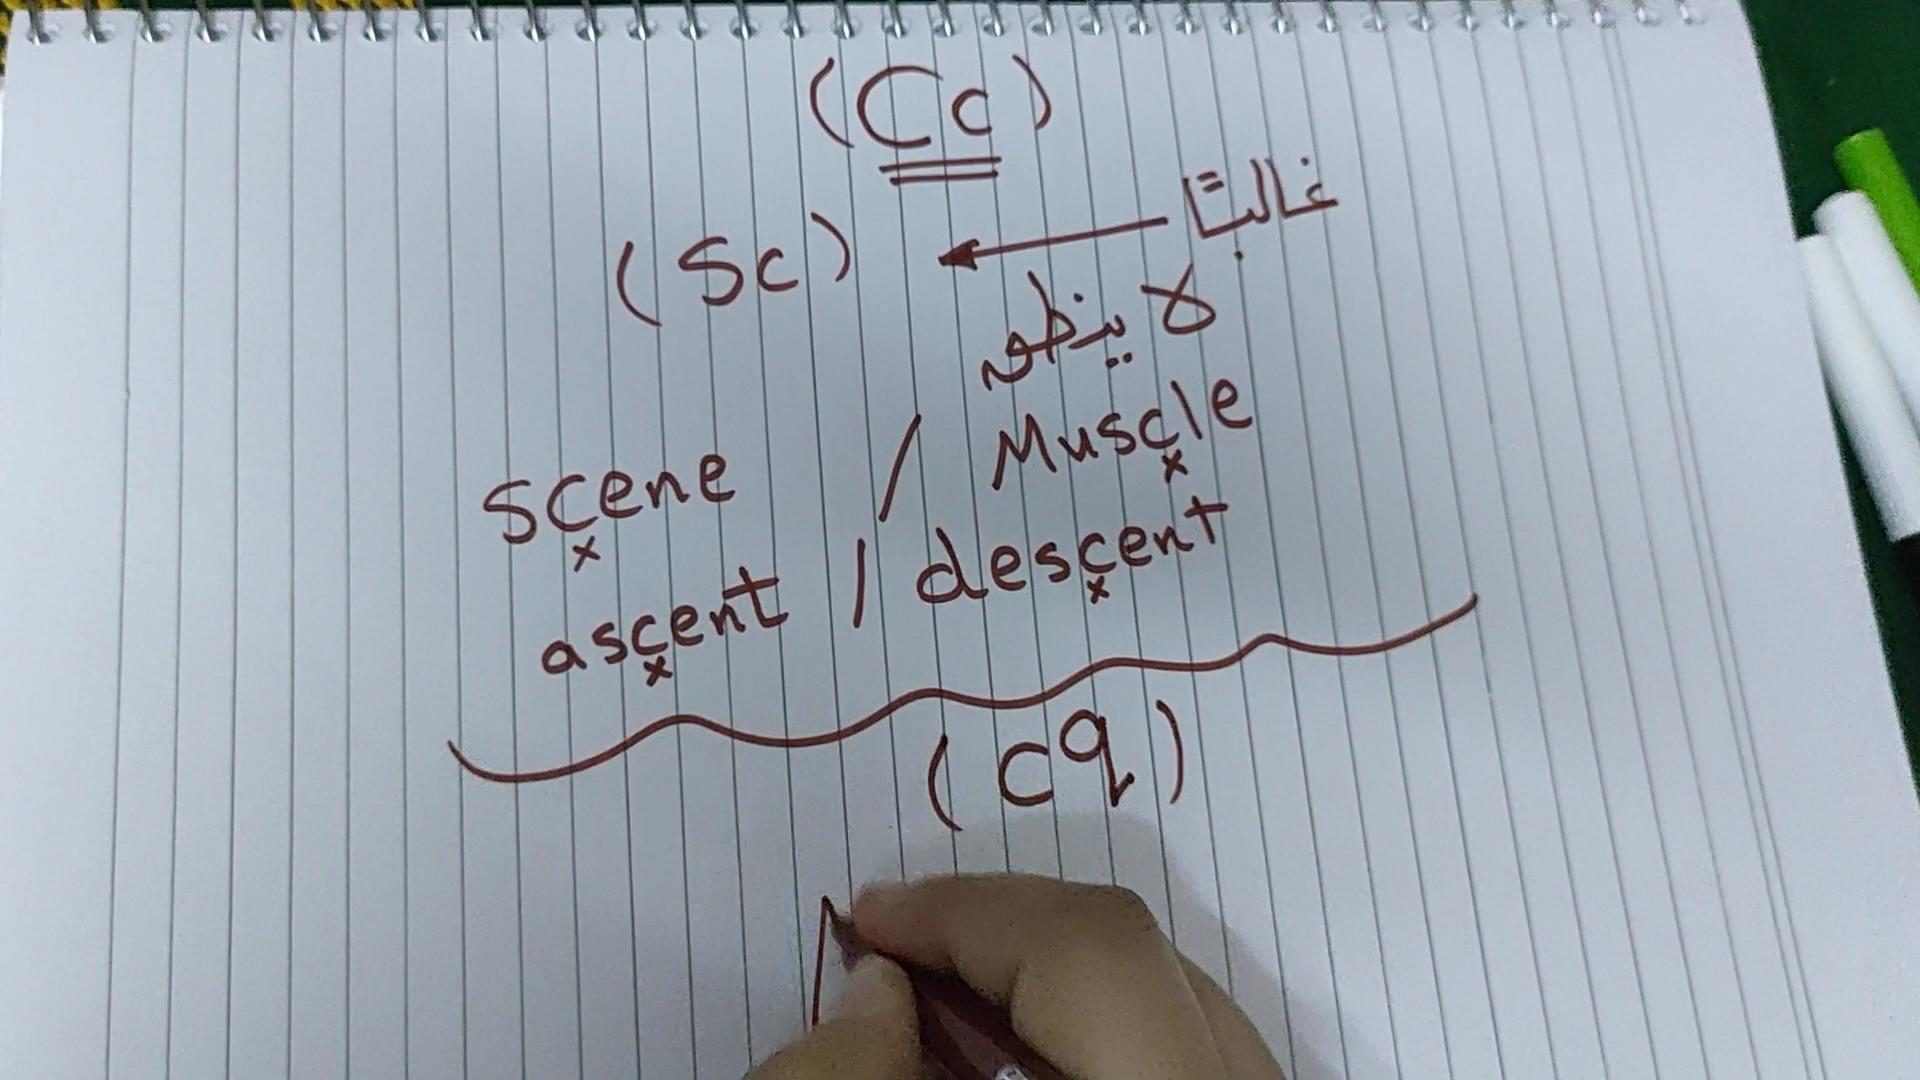 (Cc)
(Sc) ← غالبًا
لا ينطق
Scene / Muscle
ascent / descent
(cq)